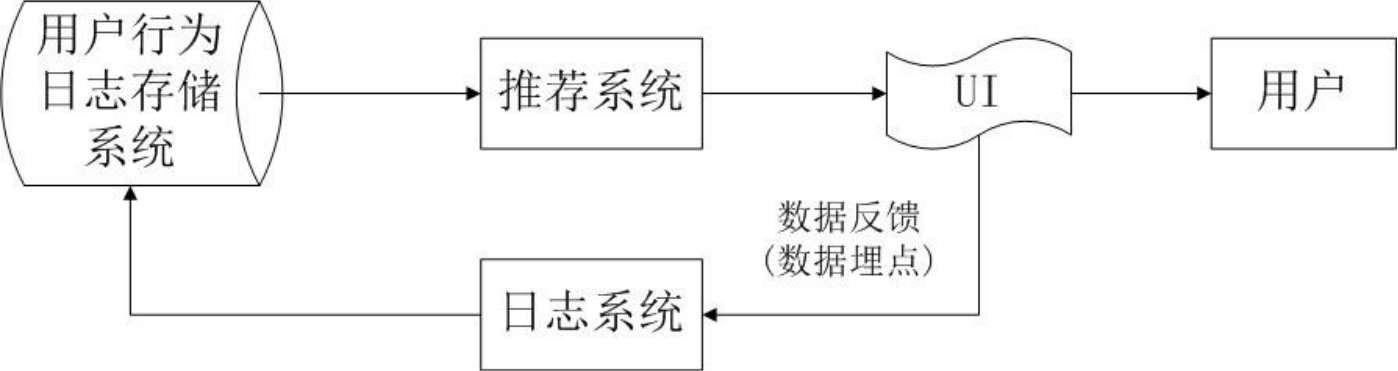 用户行为
日志存储
系统
推荐系统
UI
用户
数据反馈
(数据埋点)
日志系统